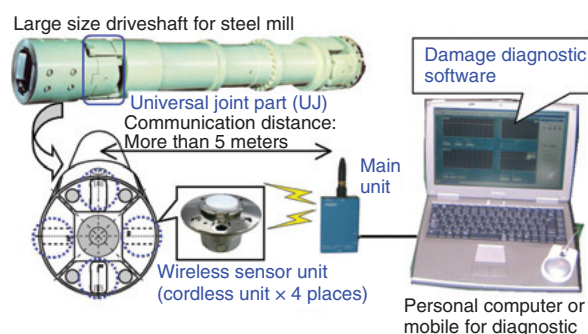 Large size driveshaft for steel mill
Damage diagnostic
software
Universal joint part (UJ)
Communication distance:
More than 5 meters
Main
unit
Wireless sensor unit
(cordless unit × 4 places)
Personal computer or
mobile for diagnostic